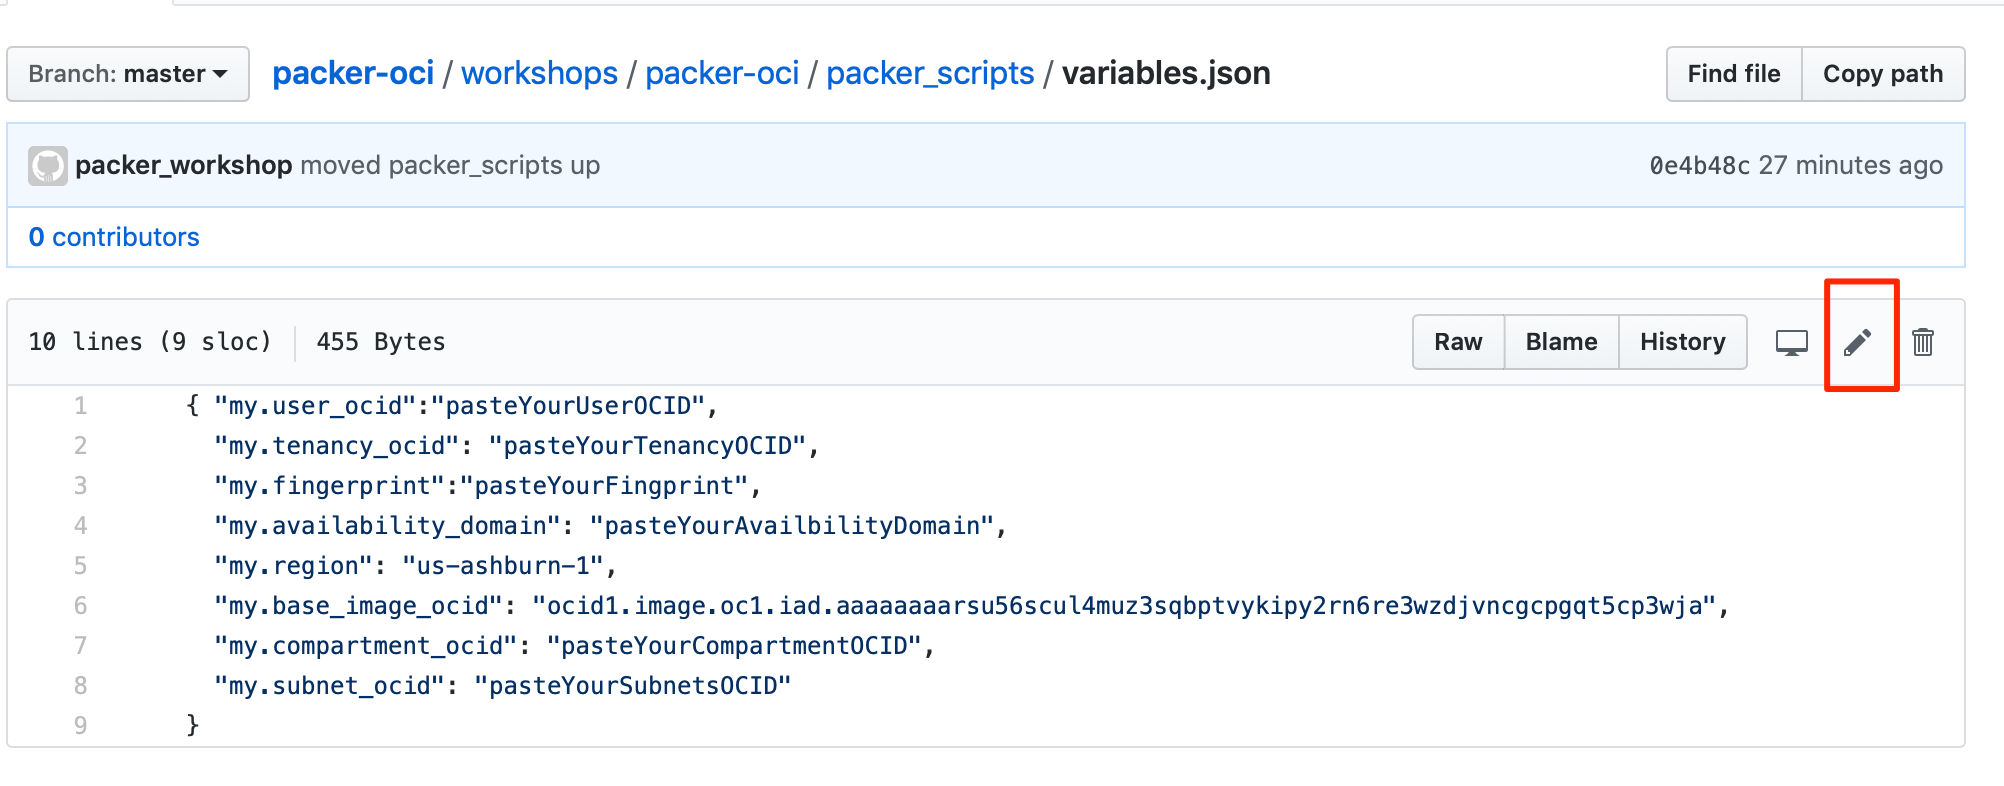 Branch: master packer-oci / workshops / packer-oci / packer_scripts / variables.json Find file Copy path
packer_workshop moved packer_scripts up 0e4b48c 27 minutes ago
0 contributors
10 lines (9 sloc) 455 Bytes Raw Blame History
1 { "my.user_ocid":"pasteYourUserOCID",
2 "my.tenancy_ocid": "pasteYourTenancyOCID",
3 "my.fingerprint":"pasteYourFingprint",
4 "my.availability_domain": "pasteYourAvailbilityDomain",
5 "my.region": "us-ashburn-1",
6 "my.base_image_ocid": "ocid1.image.oc1.iad.aaaaaaaarsu56scul4muz3sqbptvykipy2rn6re3wzdjvncgcpgqt5cp3wja",
7 "my.compartment_ocid": "pasteYourCompartmentOCID",
8 "my.subnet_ocid": "pasteYourSubnetsOCID"
9 }